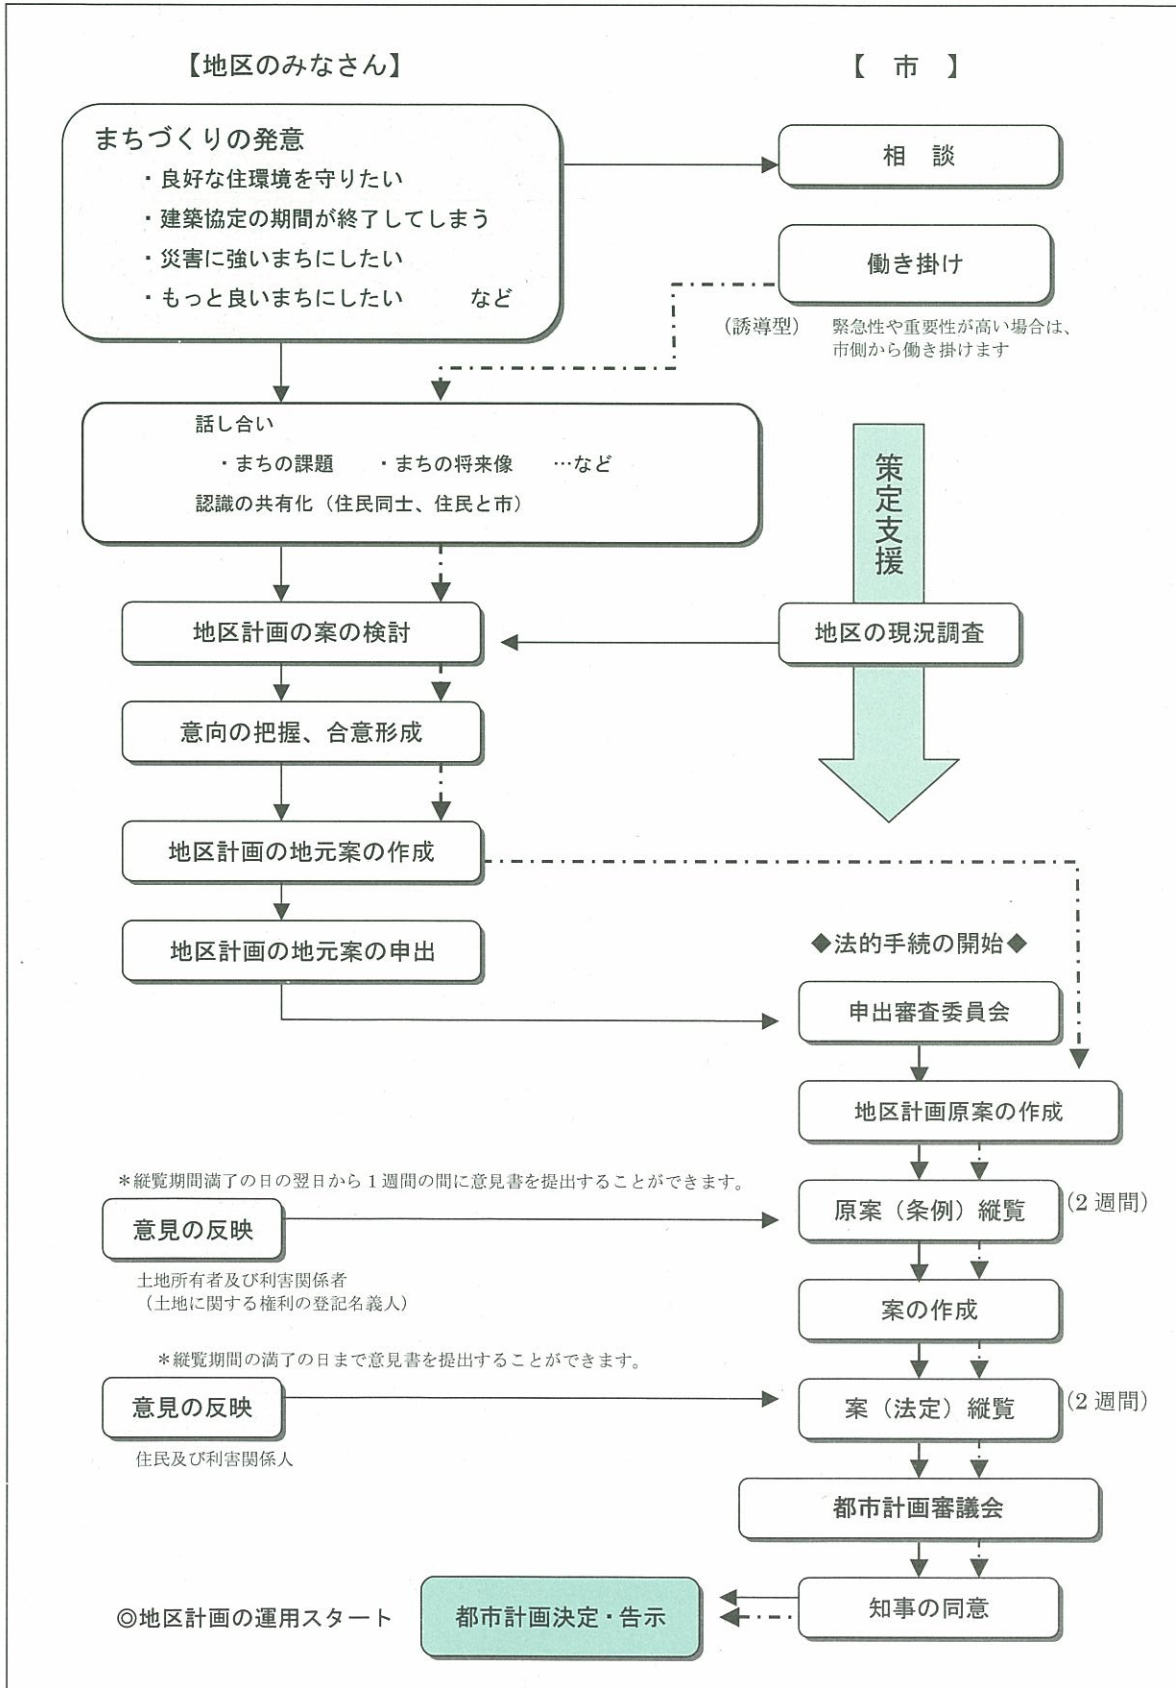 【地区のみなさん】
【　市　】
まちづくりの発意
・良好な住環境を守りたい
・建築協定の期間が終了してしまう
・災害に強いまちにしたい
・もっと良いまちにしたい　　など
相　談
働き掛け
（誘導型）　緊急性や重要性が高い場合は、
市側から働き掛けます
話し合い
・まちの課題　・まちの将来像　…など
認識の共有化（住民同士、住民と市）
策定支援
地区計画の案の検討
地区の現況調査
意向の把握、合意形成
地区計画の地元案の作成
地区計画の地元案の申出
◆法的手続の開始◆
申出審査委員会
地区計画原案の作成
＊縦覧期間満了の日の翌日から1週間の間に意見書を提出することができます。
意見の反映
原案（条例）縦覧
（2週間）
土地所有者及び利害関係者
（土地に関する権利の登記名義人）
案の作成
＊縦覧期間の満了の日まで意見書を提出することができます。
意見の反映
案（法定）縦覧
（2週間）
住民及び利害関係人
都市計画審議会
知事の同意
都市計画決定・告示
◎地区計画の運用スタート